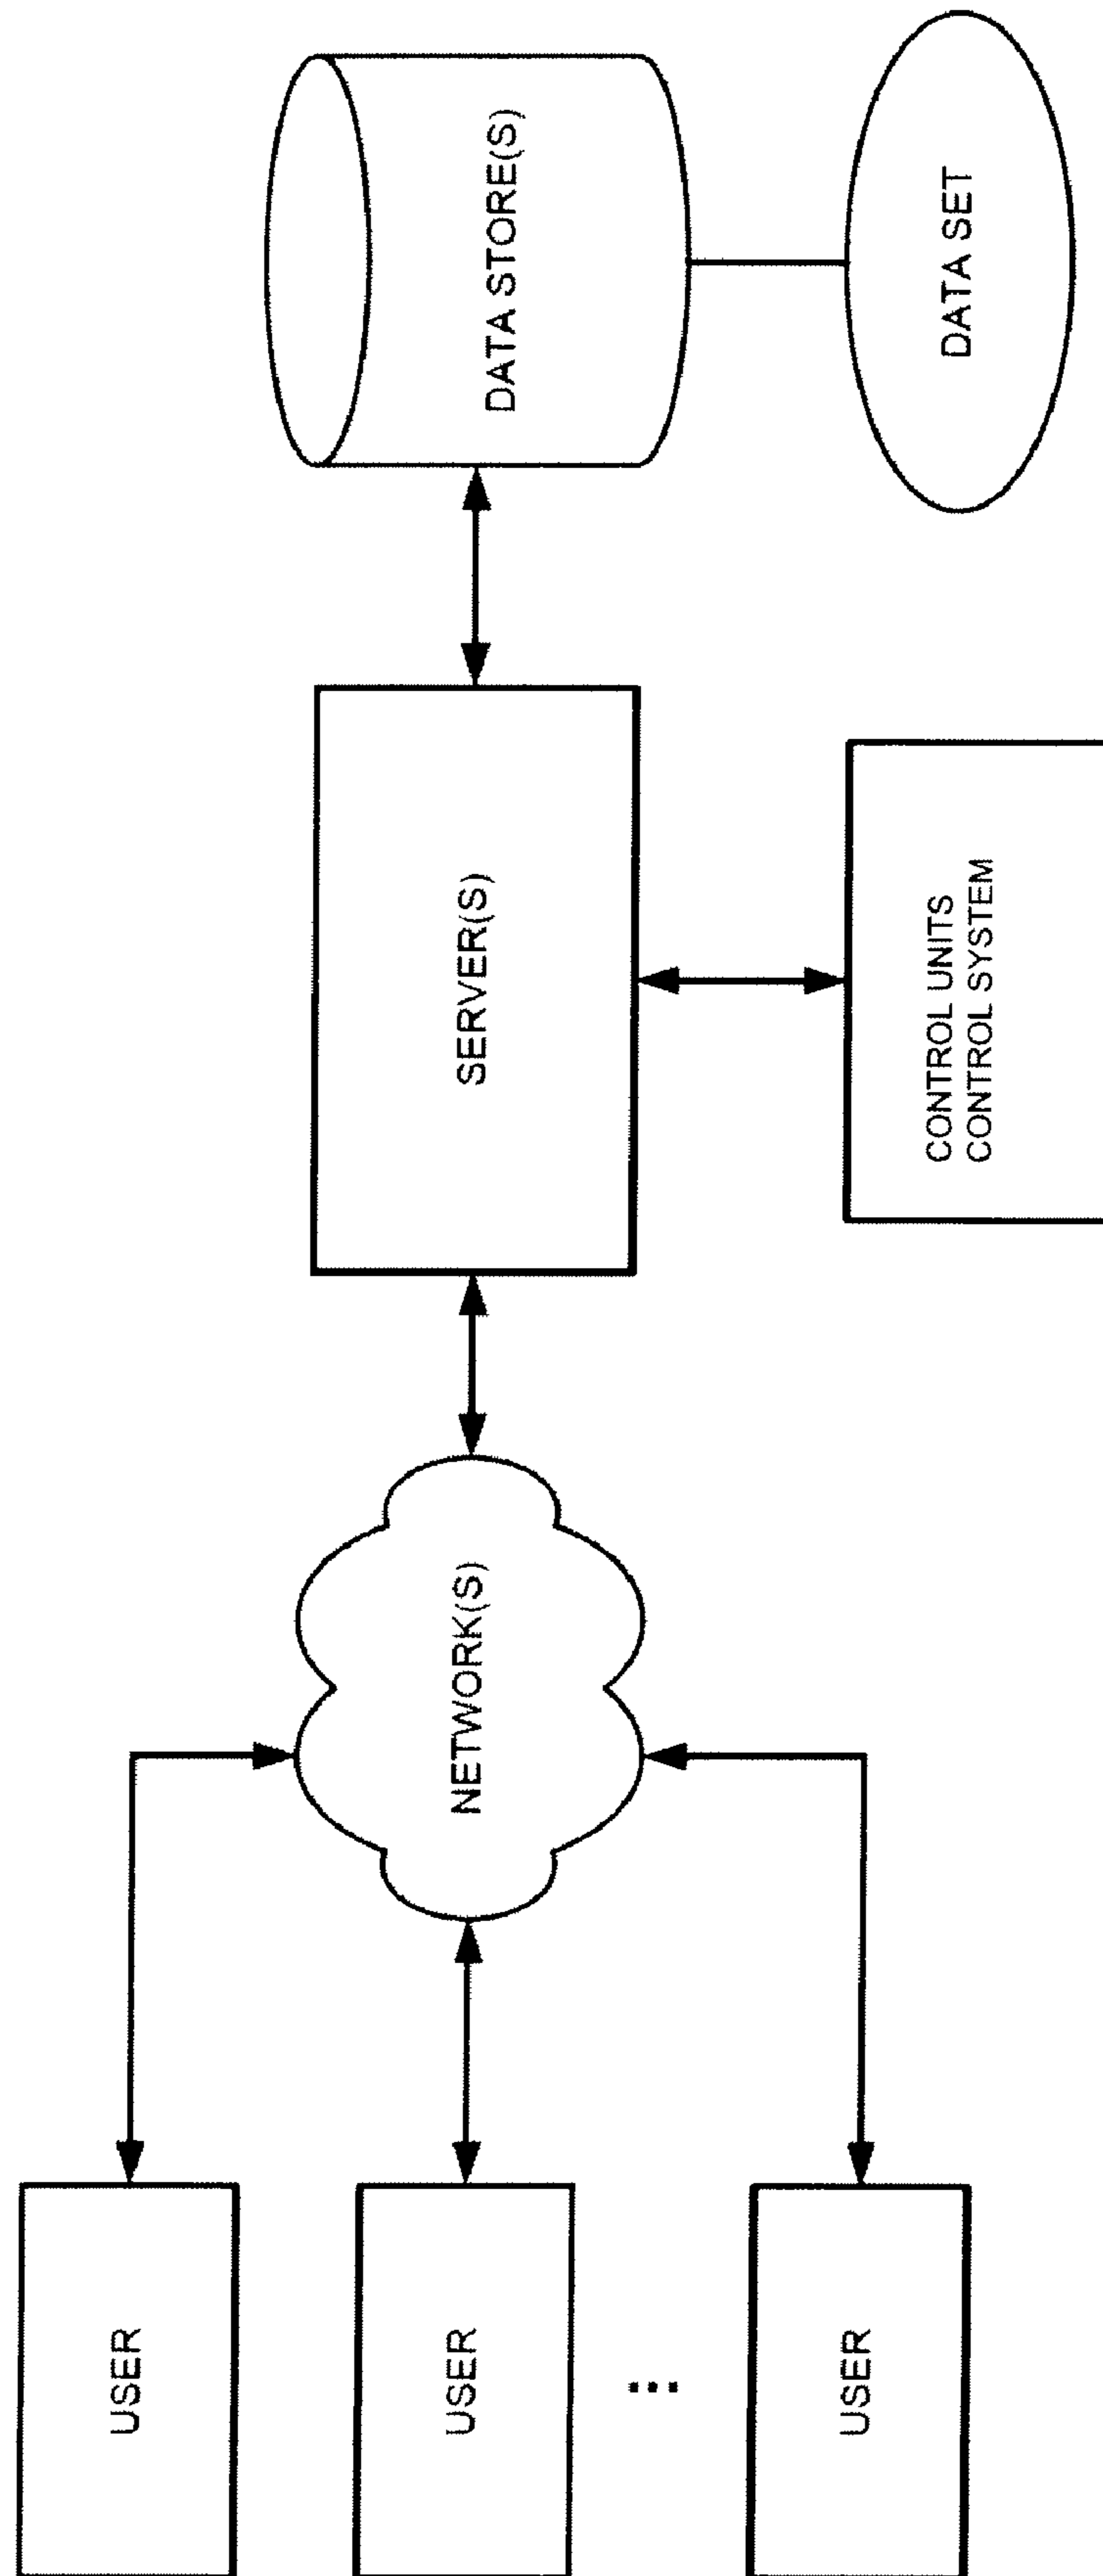 USER
USER
...
USER
NETWORK(S)
SERVER(S)
CONTROL UNITS
CONTROL SYSTEM
DATA STORE(S)
DATA SET